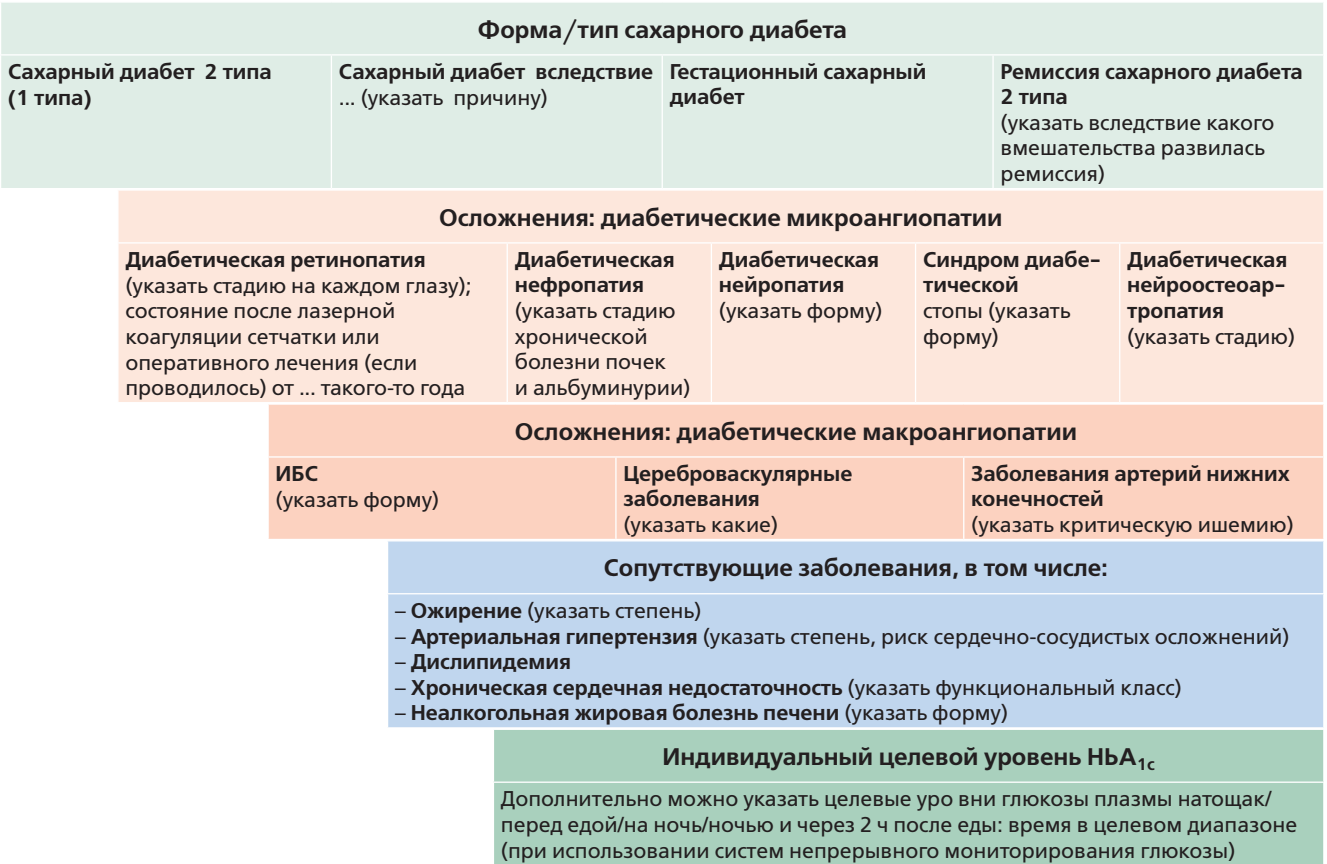 Форма/тип сахарного диабета
Сахарный диабет 2 типа
(1 типа)
Сахарный диабет вследствие
... (указать причину)
Гестационный сахарный
диабет
Ремиссия сахарного диабета
2 типа
(указать вследствие какого
вмешательства развилась
ремиссия)
Осложнения: диабетические микроангиопатии
Диабетическая ретинопатия
(указать стадию на каждом глазу);
состояние после лазерной
коагуляции сетчатки или
оперативного лечения (если
проводилось) от ... такого-то года
Диабетическая
нефропатия
(указать стадию
хронической
болезни почек
и альбуминурии)
Диабетическая
нейропатия
(указать форму)
Синдром диабе-
тической
стопы (указать
форму)
Диабетическая
нейроостеоар-
тропатия
(указать стадию)
Осложнения: диабетические макроангиопатии
ИБС
(указать форму)
Цереброваскулярные
заболевания
(указать какие)
Заболевания артерий нижних
конечностей
(указать критическую ишемию)
Сопутствующие заболевания, в том числе:
– Ожирение (указать степень)
– Артериальная гипертензия (указать степень, риск сердечно-сосудистых осложнений)
– Дислипидемия
– Хроническая сердечная недостаточность (указать функциональный класс)
– Неалкогольная жировая болезнь печени (указать форму)
Индивидуальный целевой уровень HbA1c
Дополнительно можно указать целевые уро вни глюкозы плазмы натощак/
перед едой/на ночь/ночью и через 2 ч после еды: время в целевом диапазоне
(при использовании систем непрерывного мониторирования глюкозы)